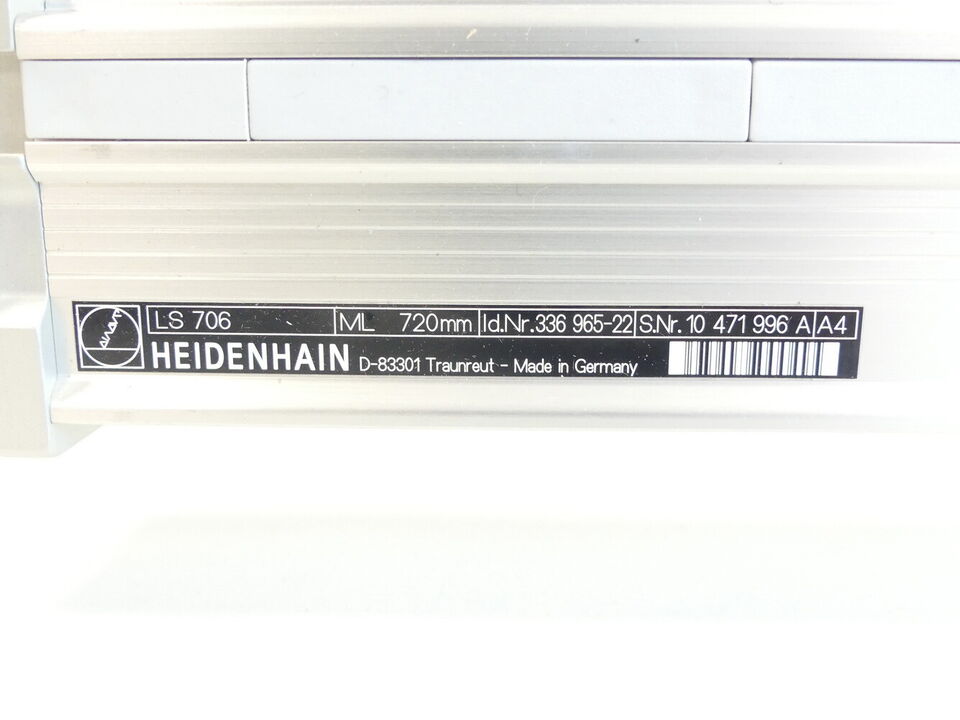 LS 706 ML 720mm Id.Nr.336 965-22 S.Nr. 10 471 996 A A4
HEIDENHAIN D-83301 Traunreut - Made in Germany